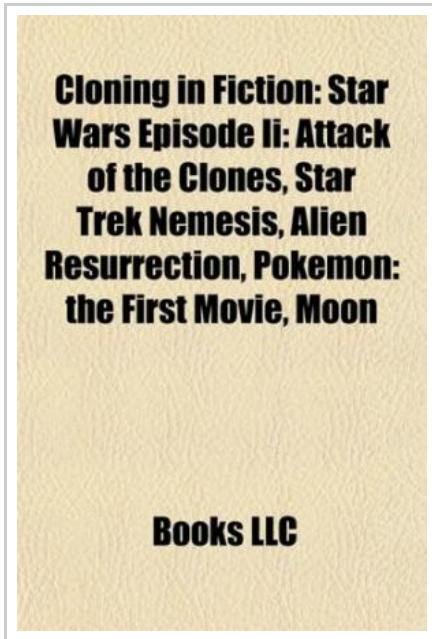 Cloning in Fiction: Star
Wars Episode Ii: Attack
of the Clones, Star
Trek Nemesis, Alien
Resurrection, Pokémon:
the First Movie, Moon
Books LLC